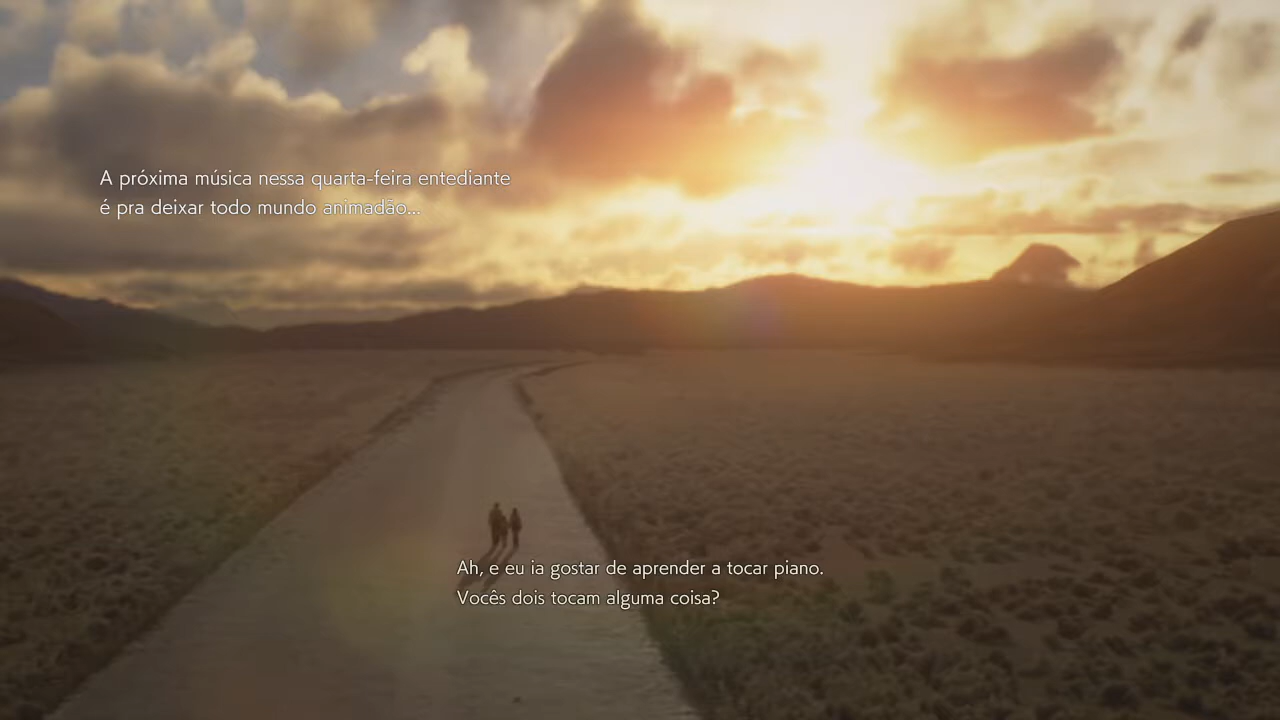 A próxima música nessa quarta-feira entediante
é pra deixar todo mundo animadão...
Ah, e eu ia gostar de aprender a tocar piano.
Vocês dois tocam alguma coisa?